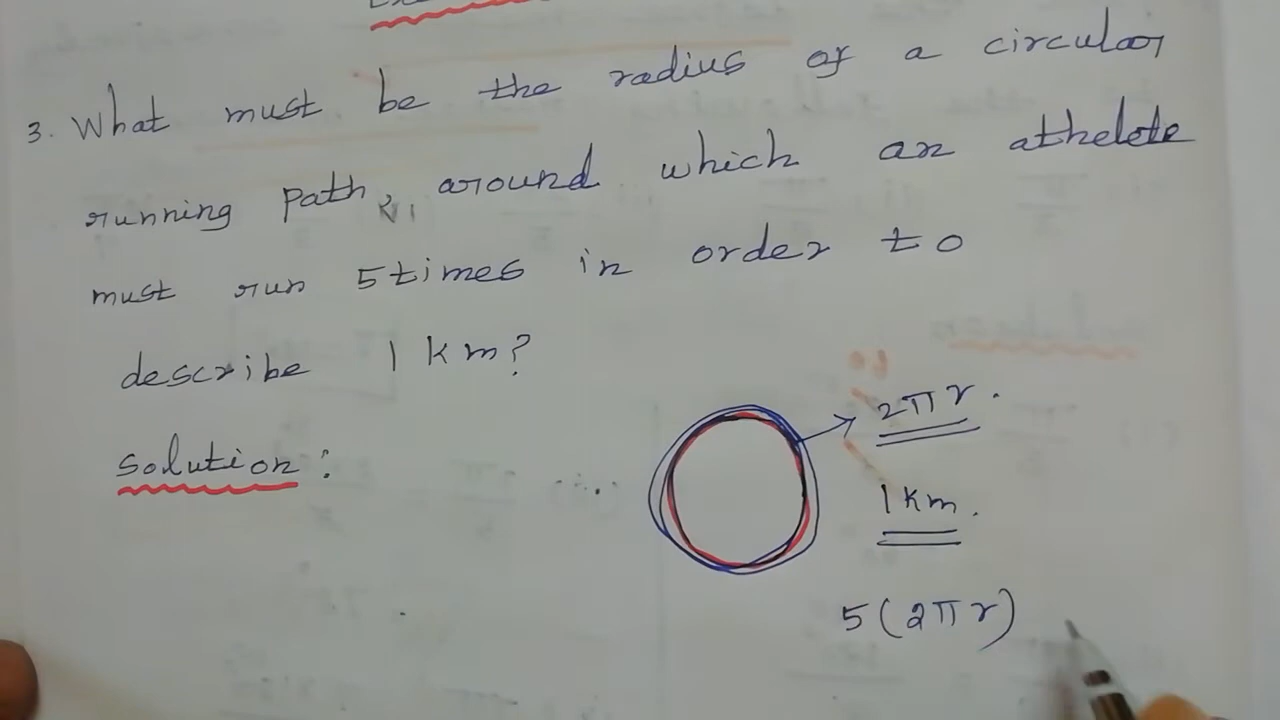 3. What must be the radius of a circular
running path, around which an athelete
must run 5 times in order to
describe 1 km?
Solution:
2πr.
1 km.
5(2πr)